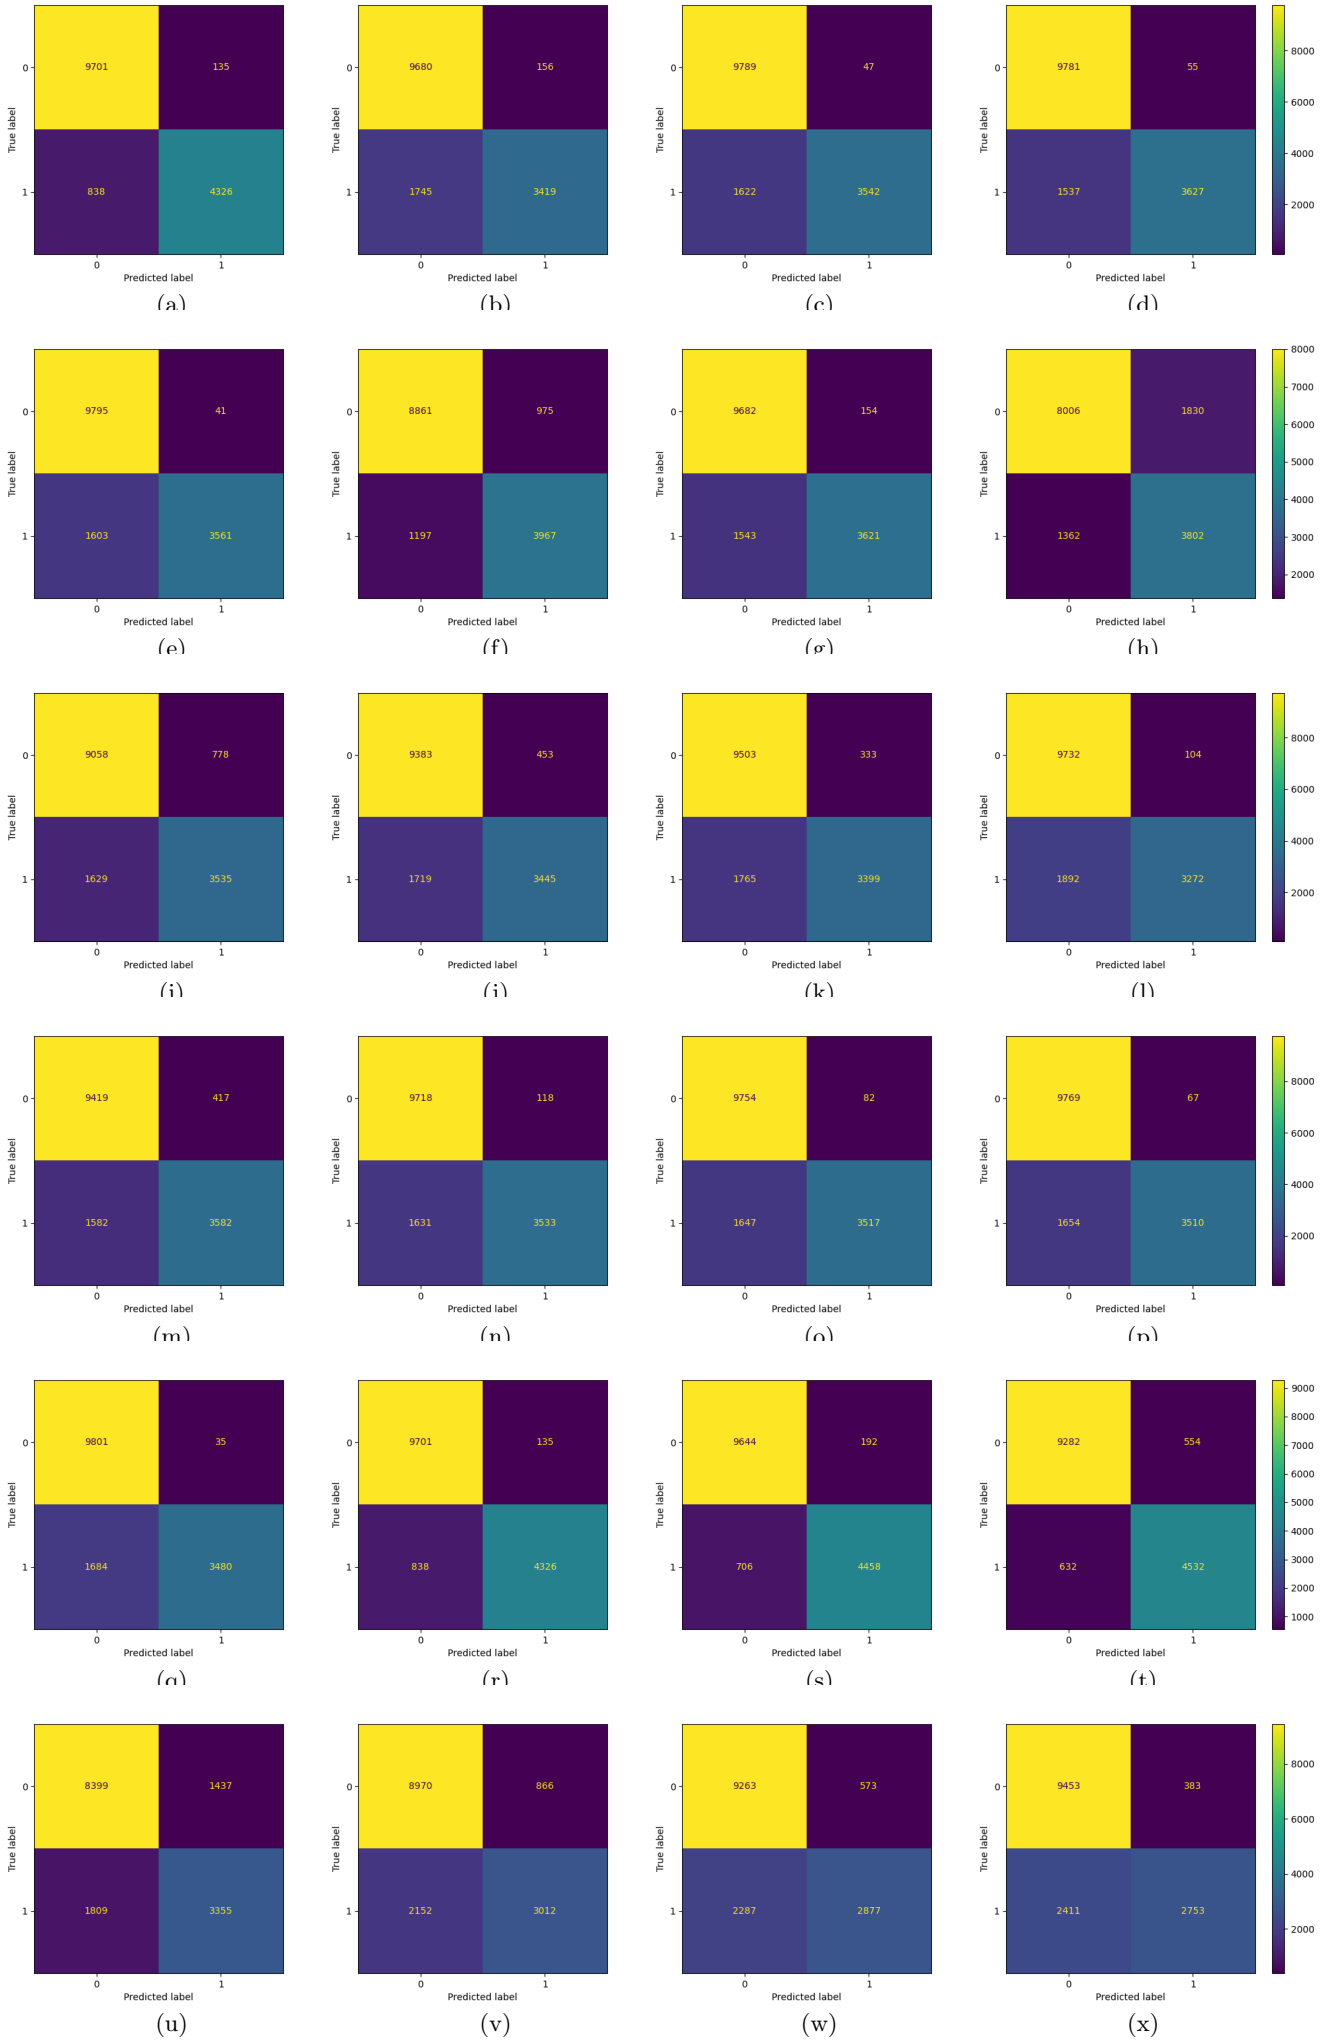 0 9701 135 0 9680 156 0 9789 47 0 9781 55 8000
6000
True label True label True label True label
4000
1 838 4326 1 1745 3419 1 1622 3542 1 1537 3627 2000
0 1 0 1 0 1 0 1
Predicted label Predicted label Predicted label Predicted label
(a) (b) (c) (d)
8000
0 9795 41 0 8861 975 0 9682 154 0 8006 1830 7000
6000
True label True label True label True label
5000
4000
1 1603 3561 1 1197 3967 1 1543 3621 1 1362 3802 3000
2000
0 1 0 1 0 1 0 1
Predicted label Predicted label Predicted label Predicted label
(e) (f) (g) (h)
0 9058 778 0 9383 453 0 9503 333 0 9732 104 8000
6000
True label True label True label True label
4000
1 1629 3535 1 1719 3445 1 1765 3399 1 1892 3272 2000
0 1 0 1 0 1 0 1
Predicted label Predicted label Predicted label Predicted label
(i) (j) (k) (l)
0 9419 417 0 9718 118 0 9754 82 0 9769 67 8000
6000
True label True label True label True label
4000
1 1582 3582 1 1631 3533 1 1647 3517 1 1654 3510 2000
0 1 0 1 0 1 0 1
Predicted label Predicted label Predicted label Predicted label
(m) (n) (o) (p)
9000
0 9801 35 0 9701 135 0 9644 192 0 9282 554 8000
7000
6000
True label True label True label True label
5000
4000
1 1684 3480 1 838 4326 1 706 4458 1 632 4532 3000
2000
1000
0 1 0 1 0 1 0 1
Predicted label Predicted label Predicted label Predicted label
(q) (r) (s) (t)
0 8399 1437 0 8970 866 0 9263 573 0 9453 383 8000
6000
True label True label True label True label
4000
1 1809 3355 1 2152 3012 1 2287 2877 1 2411 2753 2000
0 1 0 1 0 1 0 1
Predicted label Predicted label Predicted label Predicted label
(u) (v) (w) (x)